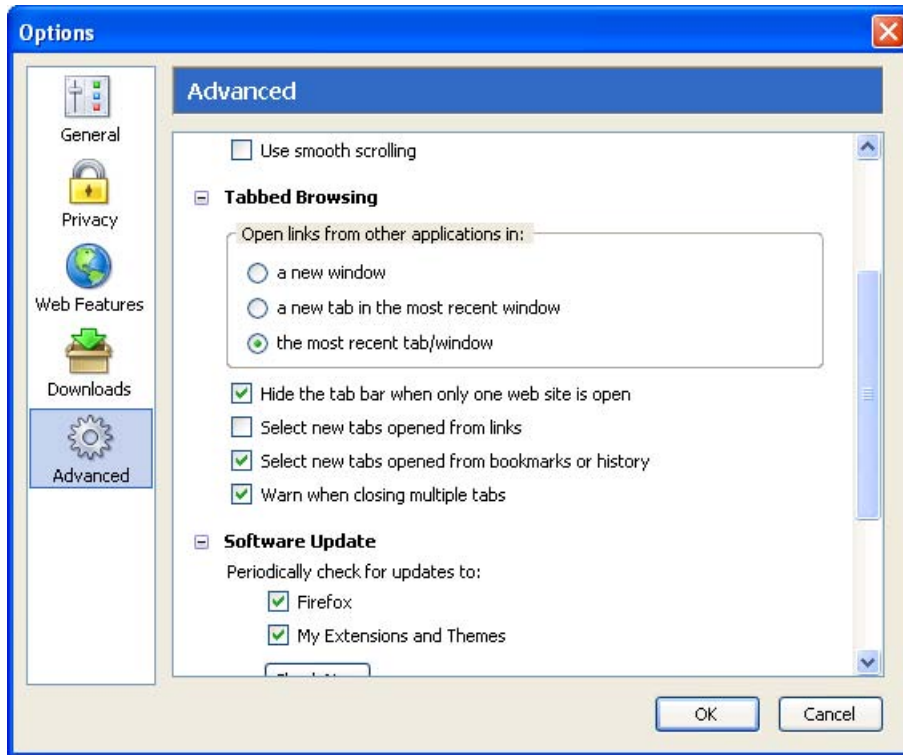 Options
General
Privacy
Web Features
Downloads
Advanced
Advanced
Use smooth scrolling
Tabbed Browsing
Open links from other applications in:
a new window
a new tab in the most recent window
the most recent tab/window
Hide the tab bar when only one web site is open
Select new tabs opened from links
Select new tabs opened from bookmarks or history
Warn when closing multiple tabs
Software Update
Periodically check for updates to:
Firefox
My Extensions and Themes
OK
Cancel